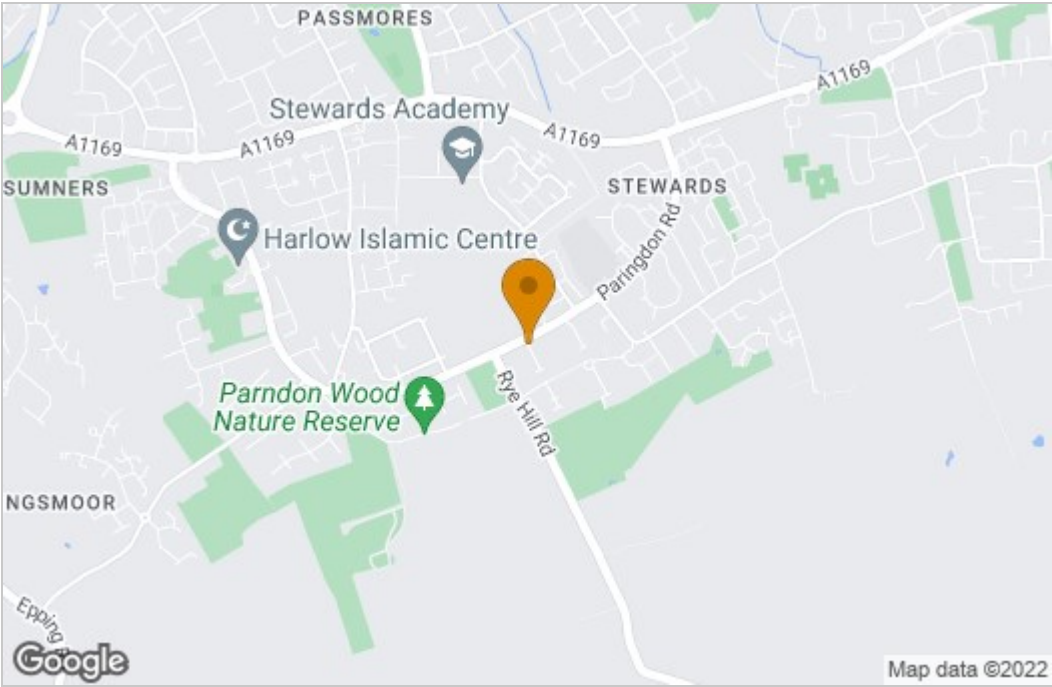 PASSMORES
A1169
Stewards Academy
A1169
A1169
A1169
SUMNERS
STEWARDS
Harlow Islamic Centre
Paringdon Rd
Parndon Wood
Nature Reserve
Rye Hill Rd
NGSMOOR
Epping
Google
Map data ©2022